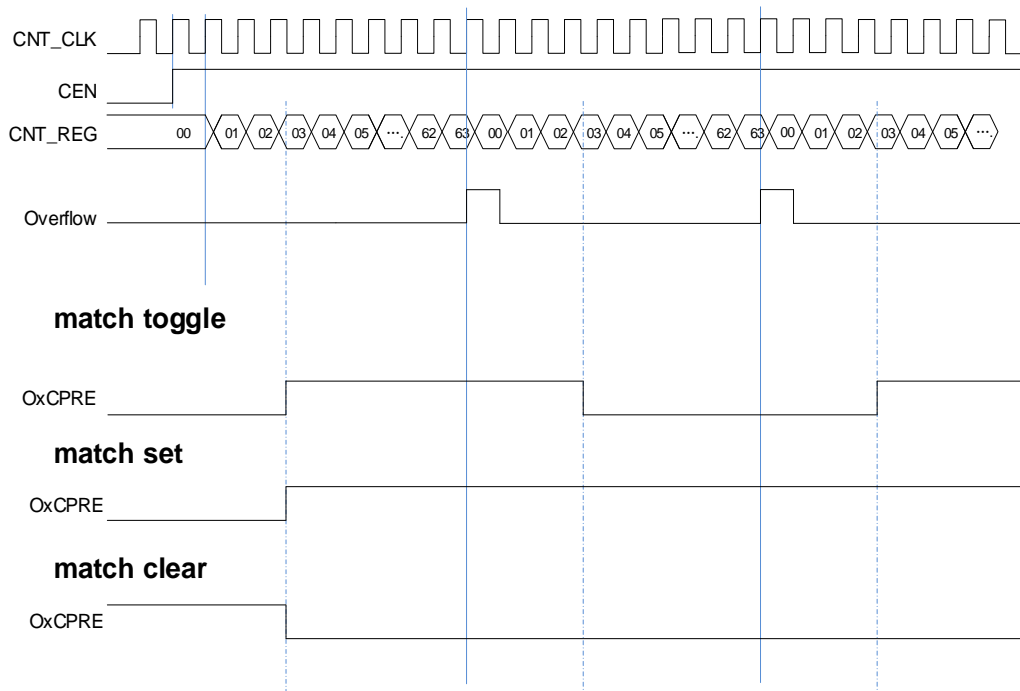 CNT_CLK
CEN
CNT_REG 00 01 02 03 04 05 ···. 62 63 00 01 02 03 04 05 ···. 62 63 00 01 02 03 04 05 ···.
Overflow
match toggle
OxCPRE
match set
OxCPRE
match clear
OxCPRE